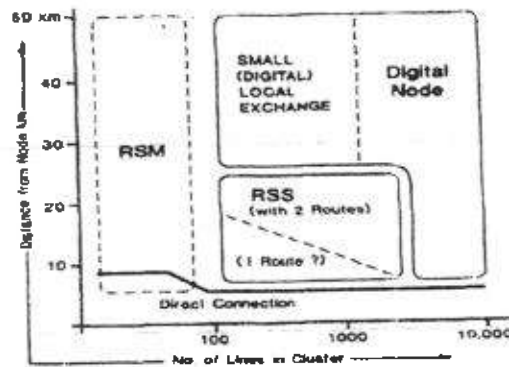 50 km
40
30
20
10
Distance from Node km
RSM
SMALL
(DIGITAL)
LOCAL
EXCHANGE
Digital
Node
RSS
(with 2 Routes)
(1 Route ?)
Direct Connection
100
1000
10,000
No. of Lines in Cluster